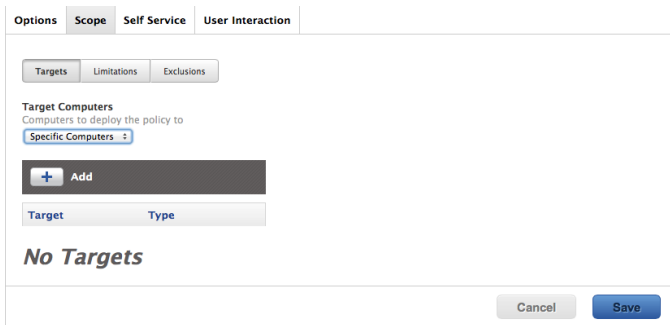 Options Scope Self Service User Interaction
Targets Limitations Exclusions
Target Computers
Computers to deploy the policy to
Specific Computers
+ Add
Target Type
No Targets
Cancel Save